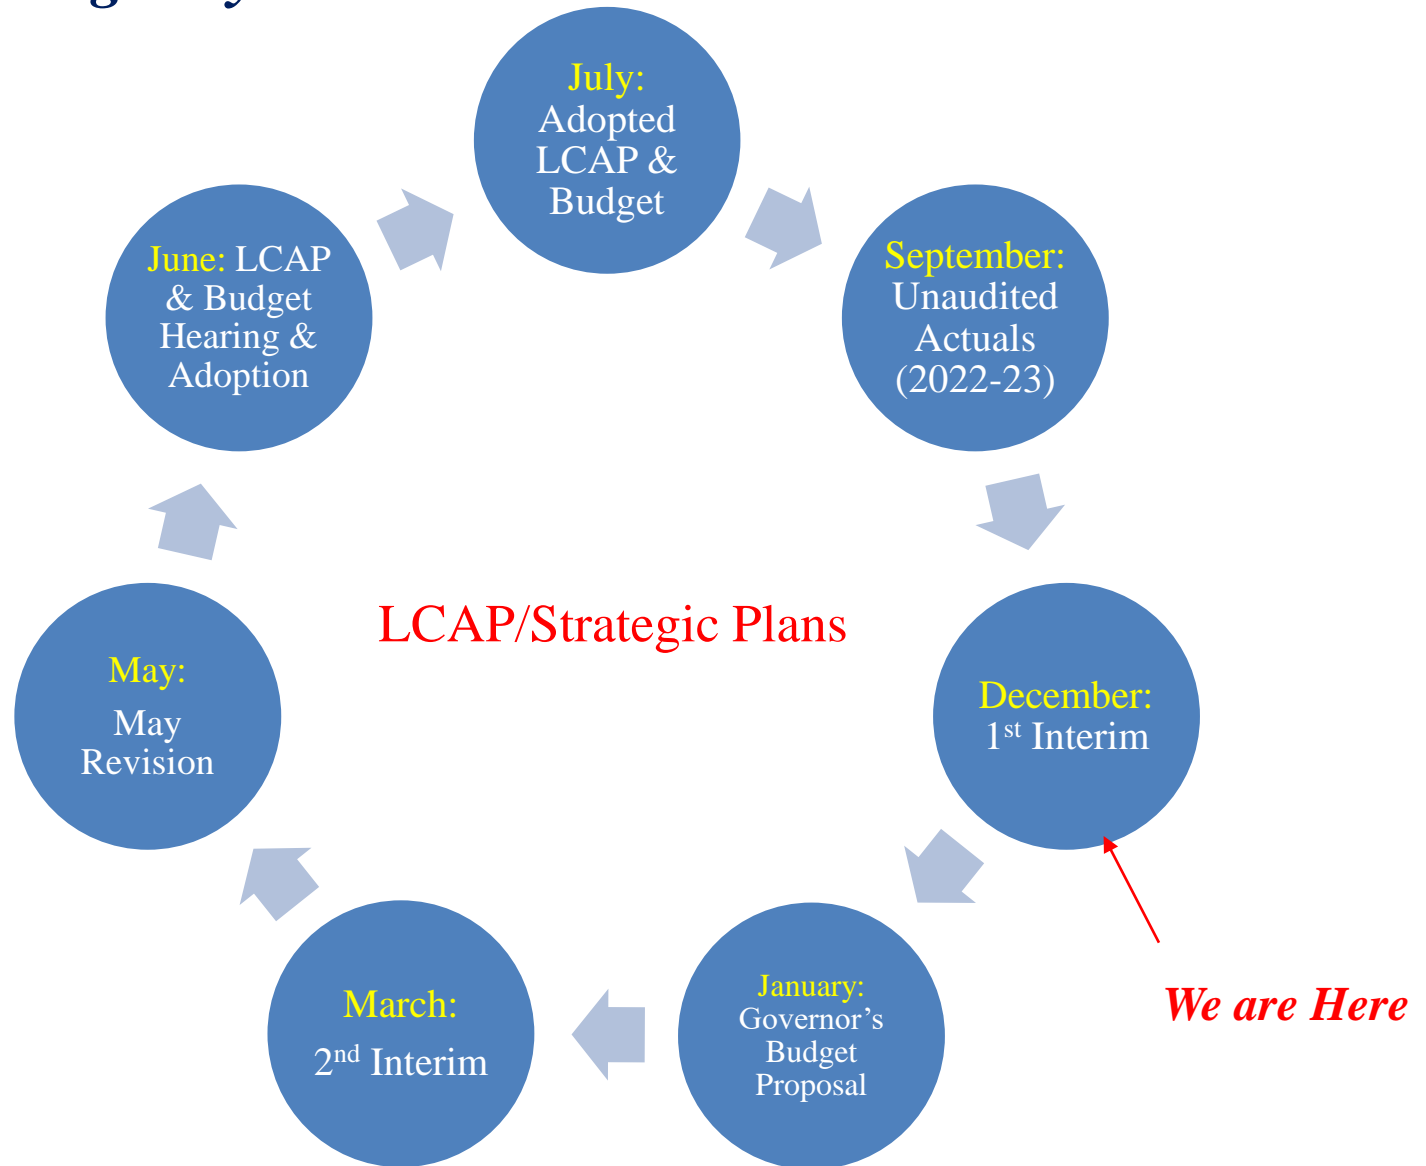 July:
Adopted
LCAP &
Budget
September:
Unaudited
Actuals
(2022-23)
December:
1st Interim
We are Here
January:
Governor’s
Budget
Proposal
March:
2nd Interim
May:
May
Revision
June: LCAP
& Budget
Hearing &
Adoption
LCAP/Strategic Plans